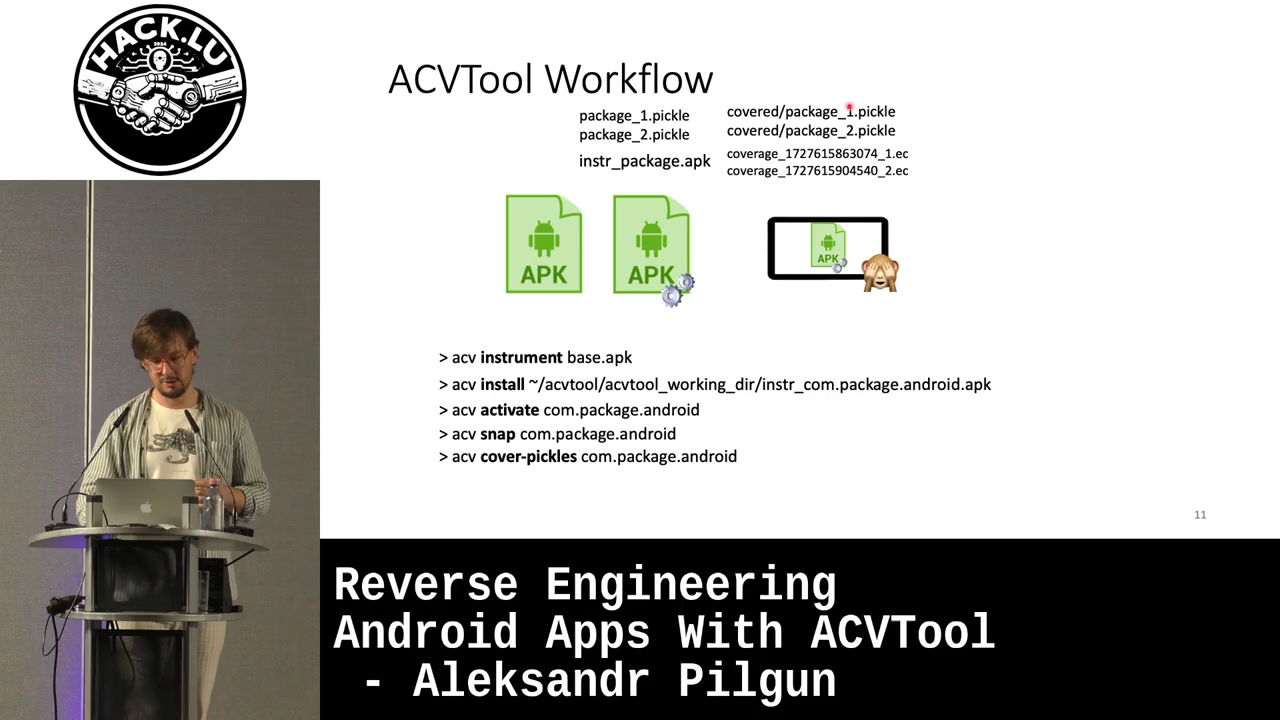 HACK.LU
2024
ACVTool Workflow
package_1.pickle
package_2.pickle
instr_package.apk
covered/package_1.pickle
covered/package_2.pickle
coverage_1727615863074_1.ec
coverage_1727615904540_2.ec
APK
APK
APK
> acv instrument base.apk
> acv install ~/acvtool/acvtool_working_dir/instr_com.package.android.apk
> acv activate com.package.android
> acv snap com.package.android
> acv cover-pickles com.package.android
11
Reverse Engineering
Android Apps With ACVTool
- Aleksandr Pilgun